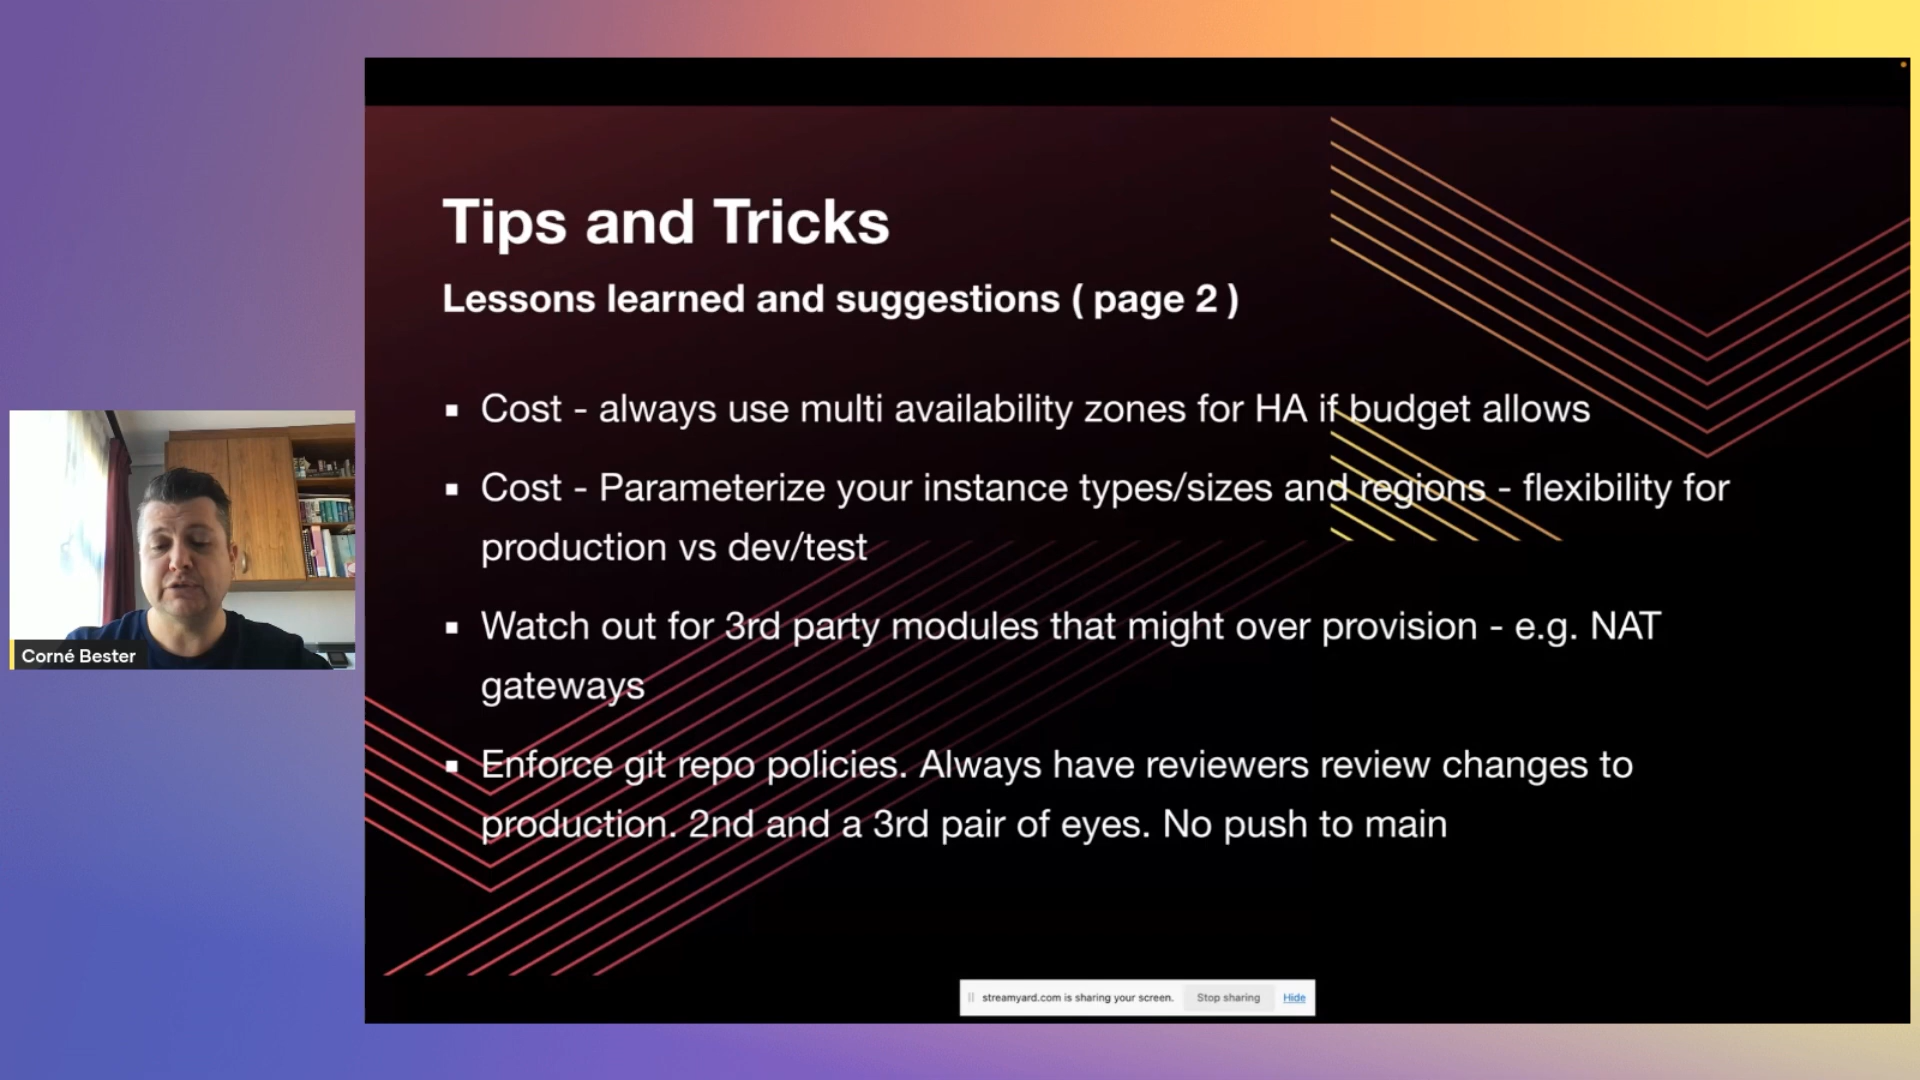 Tips and Tricks
Lessons learned and suggestions ( page 2 )
▪ Cost - always use multi availability zones for HA if budget allows
▪ Cost - Parameterize your instance types/sizes and regions - flexibility for
production vs dev/test
▪ Watch out for 3rd party modules that might over provision - e.g. NAT
gateways
▪ Enforce git repo policies. Always have reviewers review changes to
production. 2nd and a 3rd pair of eyes. No push to main
Corné Bester
streamyard.com is sharing your screen. Stop sharing Hide